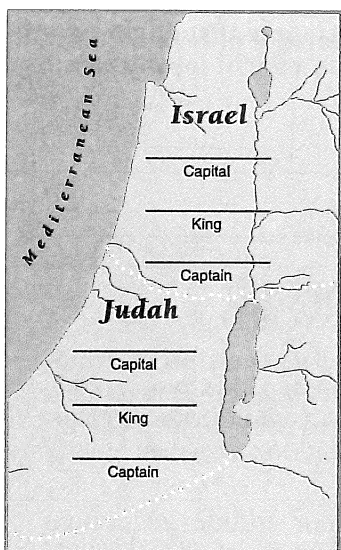 Mediterranean Sea
Israel
Capital
King
Captain
Judah
Capital
King
Captain